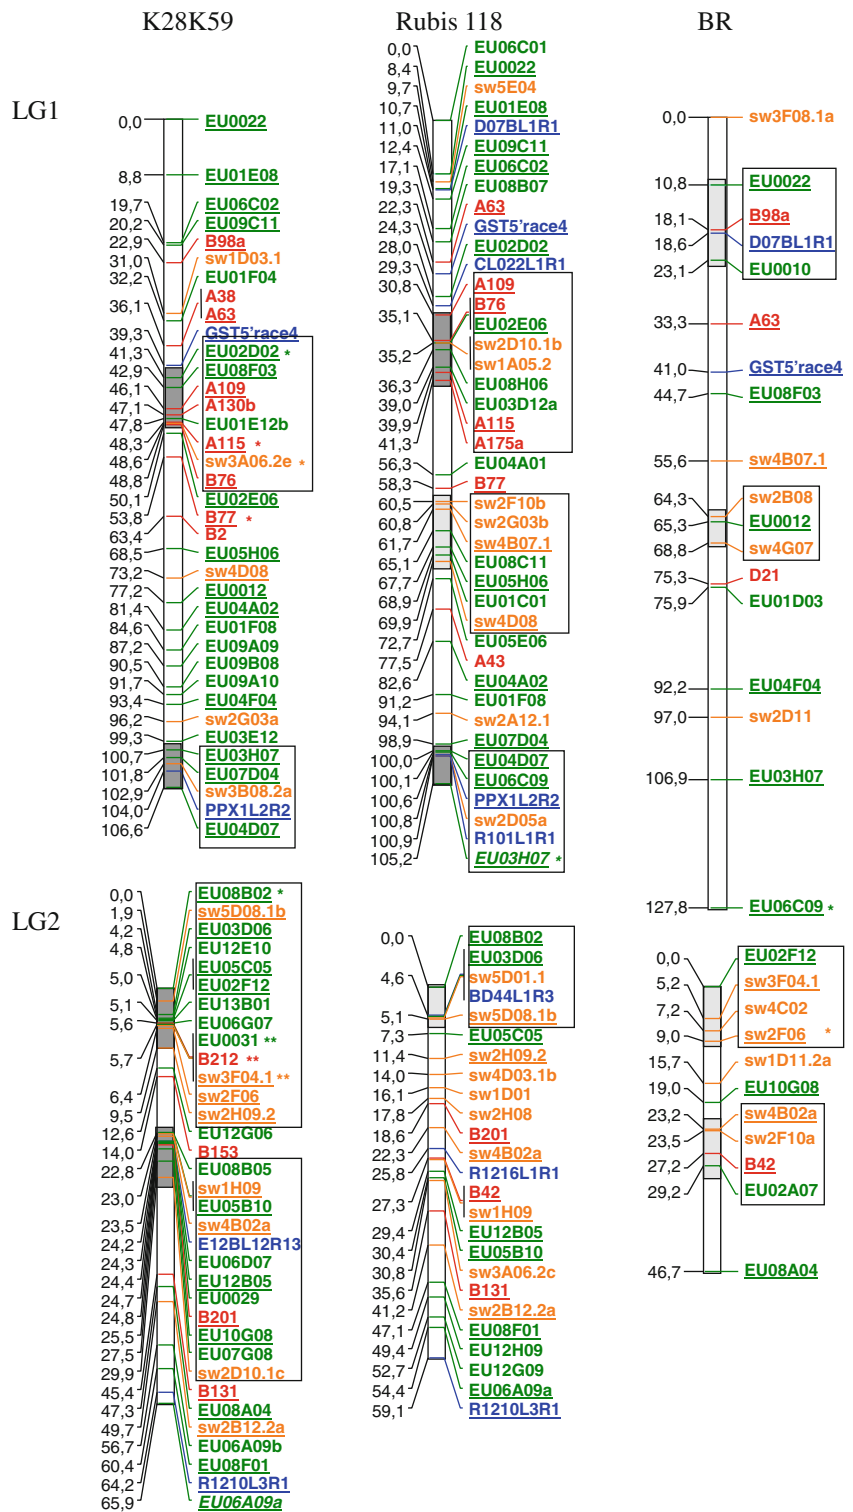 K28K59
LG1
0,0 EU0022
8,8 EU01E08
19,7 EU06C02
20,2 EU09C11
22,9 B98a
31,0 sw1D03.1
32,2 EU01F04
36,1 A38
A63
39,3 GST5'race4
41,3 EU02D02 *
42,9 EU08F03
46,1 A109
47,1 A130b
47,8 EU01E12b
48,3 A115 *
48,6 sw3A06.2e *
48,8 B76
50,1 EU02E06
53,8 B77 *
63,4 B2
68,5 EU05H06
73,2 sw4D08
77,2 EU0012
81,4 EU04A02
84,6 EU01F08
87,2 EU09A09
90,5 EU09B08
91,7 EU09A10
93,4 EU04F04
96,2 sw2G03a
99,3 EU03E12
100,7 EU03H07
101,8 EU07D04
102,9 sw3B08.2a
104,0 PPX1L2R2
106,6 EU04D07
Rubis 118
0,0 EU06C01
8,4 EU0022
9,7 sw5E04
10,7 EU01E08
11,0 D07BL1R1
12,4 EU09C11
17,1 EU06C02
19,3 EU08B07
22,3 A63
24,3 GST5'race4
28,0 EU02D02
29,3 CL022L1R1
30,8 A109
35,1 B76
EU02E06
35,2 sw2D10.1b
sw1A05.2
36,3 EU08H06
39,0 EU03D12a
39,9 A115
41,3 A175a
56,3 EU04A01
58,3 B77
60,5 sw2F10b
60,8 sw2G03b
61,7 sw4B07.1
65,1 EU08C11
67,7 EU05H06
68,9 EU01C01
69,9 sw4D08
72,7 EU05E06
77,5 A43
82,6 EU04A02
91,2 EU01F08
94,1 sw2A12.1
98,9 EU07D04
100,0 EU04D07
100,1 EU06C09
100,6 PPX1L2R2
100,8 sw2D05a
100,9 R101L1R1
105,2 EU03H07 *
BR
0,0 sw3F08.1a
10,8 EU0022
18,1 B98a
18,6 D07BL1R1
23,1 EU0010
33,3 A63
41,0 GST5'race4
44,7 EU08F03
55,6 sw4B07.1
64,3 sw2B08
65,3 EU0012
68,8 sw4G07
75,3 D21
75,9 EU01D03
92,2 EU04F04
97,0 sw2D11
106,9 EU03H07
127,8 EU06C09 *
LG2
0,0 EU08B02 *
1,9 sw5D08.1b
4,2 EU03D06
4,8 EU12E10
5,0 EU05C05
EU02F12
5,1 EU13B01
5,6 EU06G07
5,7 EU0031 **
B212 **
sw3F04.1 **
6,4 sw2F06
9,5 sw2H09.2
12,6 EU12G06
14,0 B153
22,8 EU08B05
23,0 sw1H09
EU05B10
23,5 sw4B02a
24,2 E12BL12R13
24,3 EU06D07
24,4 EU12B05
24,7 EU0029
24,8 B201
25,5 EU10G08
27,5 EU07G08
29,9 sw2D10.1c
45,4 B131
47,3 EU08A04
49,7 sw2B12.2a
56,7 EU06A09b
60,4 EU08F01
64,2 R1210L3R1
65,9 EU06A09a
0,0 EU08B02
4,6 EU03D06
sw5D01.1
BD44L1R3
5,1 sw5D08.1b
7,3 EU05C05
11,4 sw2H09.2
14,0 sw4D03.1b
16,1 sw1D01
17,8 sw2H08
18,6 B201
22,3 sw4B02a
25,8 R1216L1R1
27,3 B42
sw1H09
29,4 EU12B05
30,4 EU05B10
30,8 sw3A06.2c
35,6 B131
41,2 sw2B12.2a
47,1 EU08F01
49,4 EU12H09
52,7 EU12G09
54,4 EU06A09a
59,1 R1210L3R1
0,0 EU02F12
5,2 sw3F04.1
7,2 sw4C02
9,0 sw2F06 *
15,7 sw1D11.2a
19,0 EU10G08
23,2 sw4B02a
23,5 sw2F10a
27,2 B42
29,2 EU02A07
46,7 EU08A04